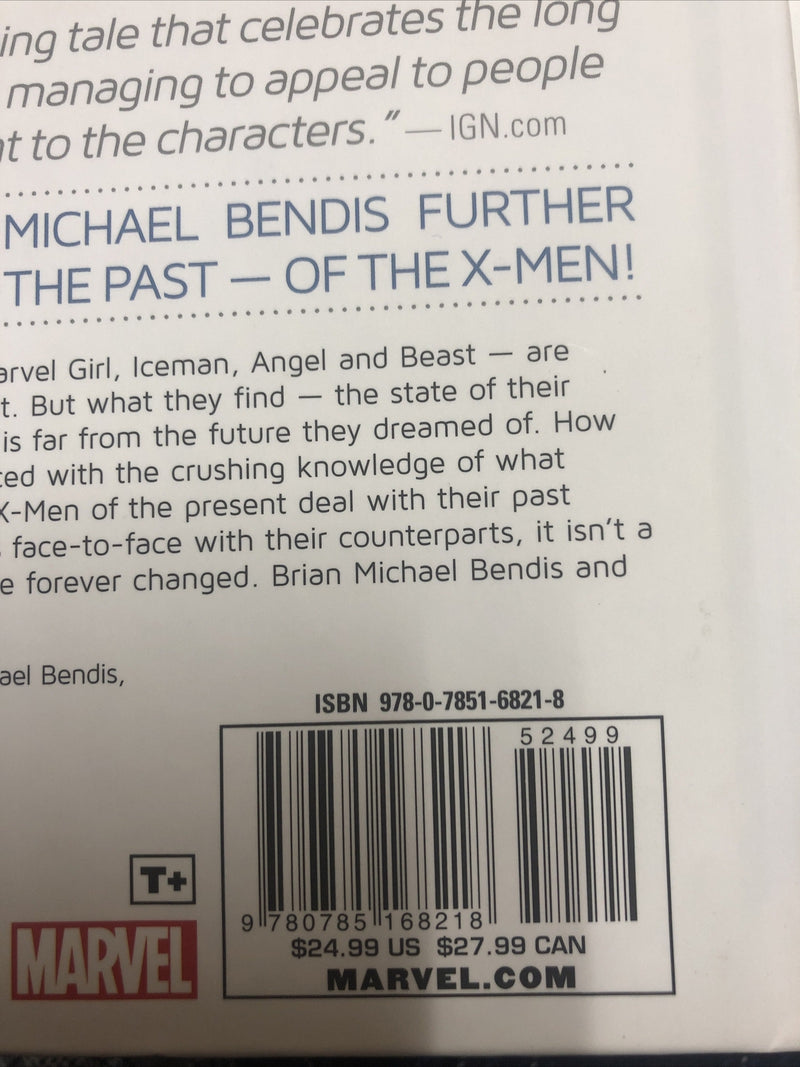 ing tale that celebrates the long
managing to appeal to people
t to the characters.” — IGN.com
MICHAEL BENDIS FURTHER
THE PAST — OF THE X-MEN!
arvel Girl, Iceman, Angel and Beast — are
t. But what they find — the state of their
is far from the future they dreamed of. How
ced with the crushing knowledge of what
X-Men of the present deal with their past
face-to-face with their counterparts, it isn’t a
e forever changed. Brian Michael Bendis and
ael Bendis,
ISBN 978-0-7851-6821-8
52499
9 780785 168218
$24.99 US $27.99 CAN
MARVEL.COM
T+
MARVEL